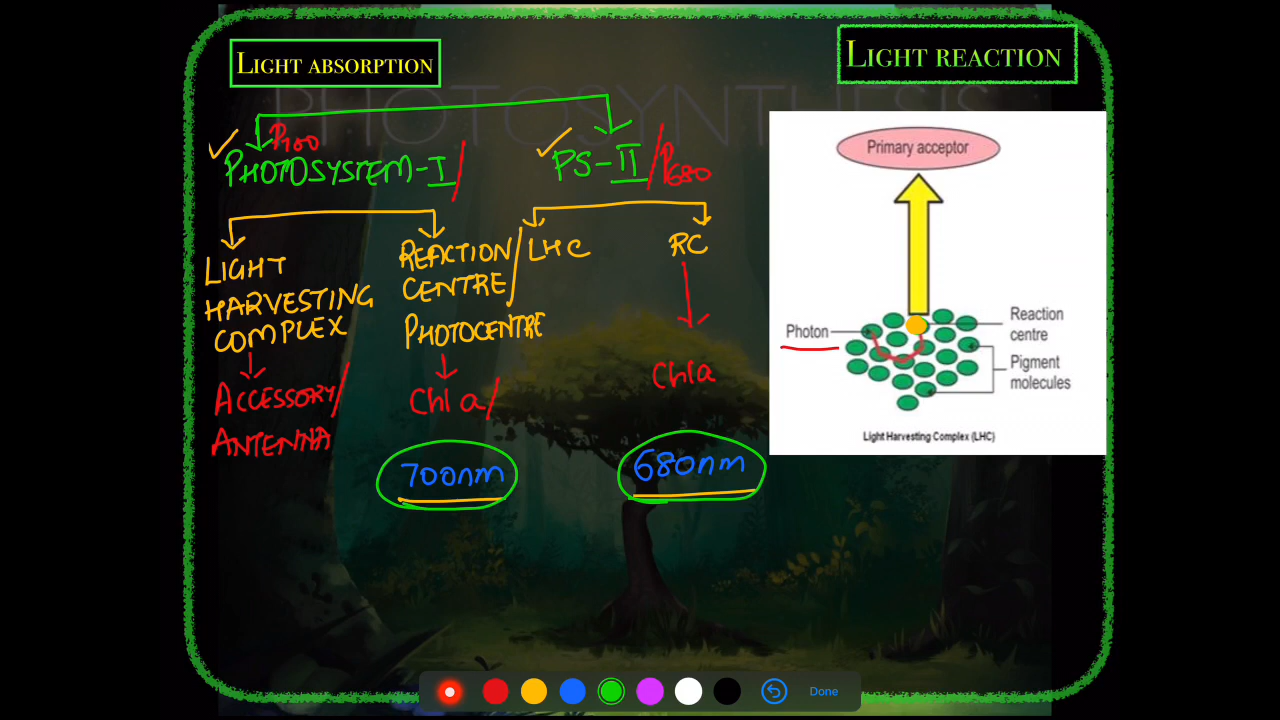 LIGHT ABSORPTION
LIGHT REACTION
PHOTOSYNTHESIS
P700
PHOTOSYSTEM-I/
PS-II/P680
LIGHT
HARVESTING
COMPLEX
REACTION/
CENTRE
PHOTOCENTRE
LHC
RC
ACCESSORY/
ANTENNA
Chl a/
Chl a
700nm
680nm
Primary acceptor
Photon
Reaction
centre
Pigment
molecules
Light Harvesting Complex (LHC)
Done